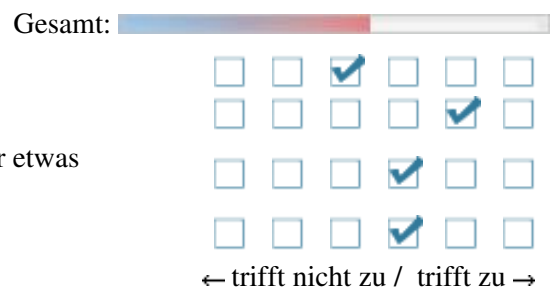 Gesamt:
r etwas
← trifft nicht zu / trifft zu →